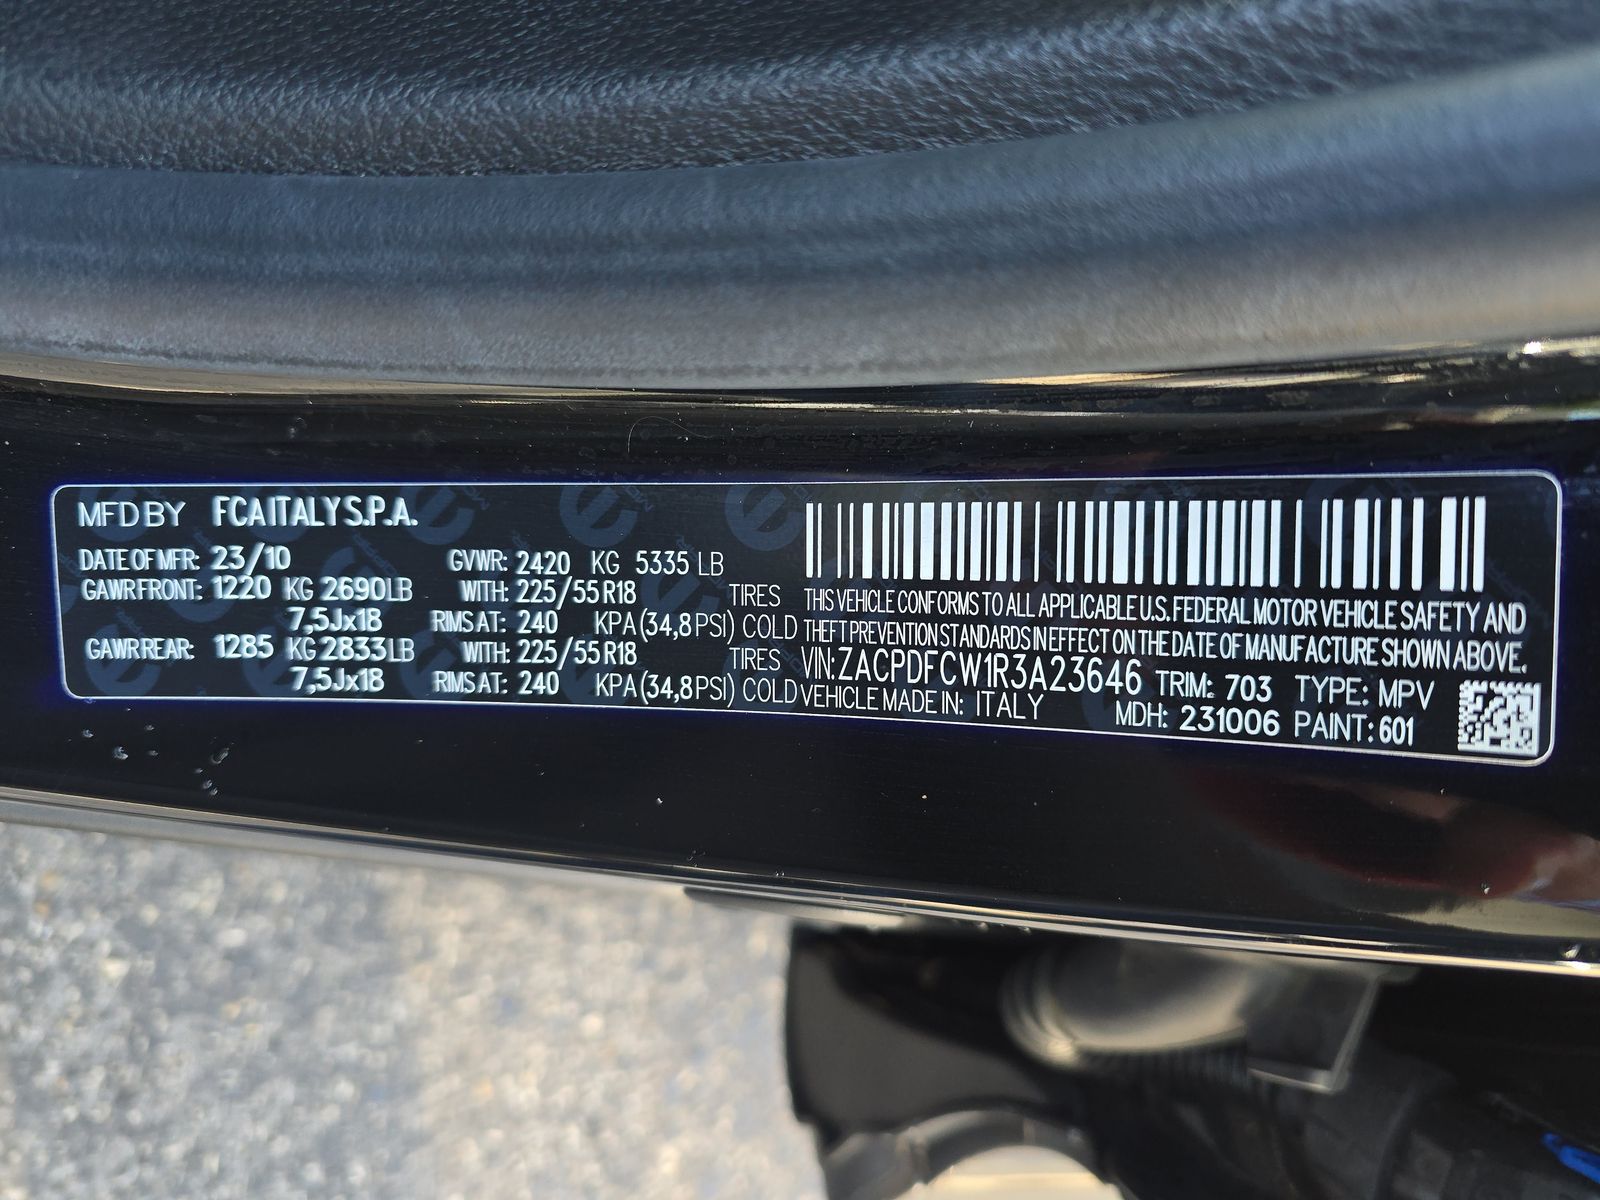 MFD BY FCA ITALY S.P.A.
DATE OF MFR: 23/10 GVWR: 2420 KG 5335 LB
GAWR FRONT: 1220 KG 2690LB WITH: 225/55 R18 TIRES
7,5Jx18 RIMS AT: 240 KPA (34,8 PSI) COLD
GAWR REAR: 1285 KG 2833LB WITH: 225/55 R18 TIRES
7,5Jx18 RIMS AT: 240 KPA (34,8 PSI) COLD
THIS VEHICLE CONFORMS TO ALL APPLICABLE U.S. FEDERAL MOTOR VEHICLE SAFETY AND
THEFT PREVENTION STANDARDS IN EFFECT ON THE DATE OF MANUFACTURE SHOWN ABOVE.
VIN: ZACPDFCW1R3A23646 TRIM: 703 TYPE: MPV
VEHICLE MADE IN: ITALY MDH: 231006 PAINT: 601